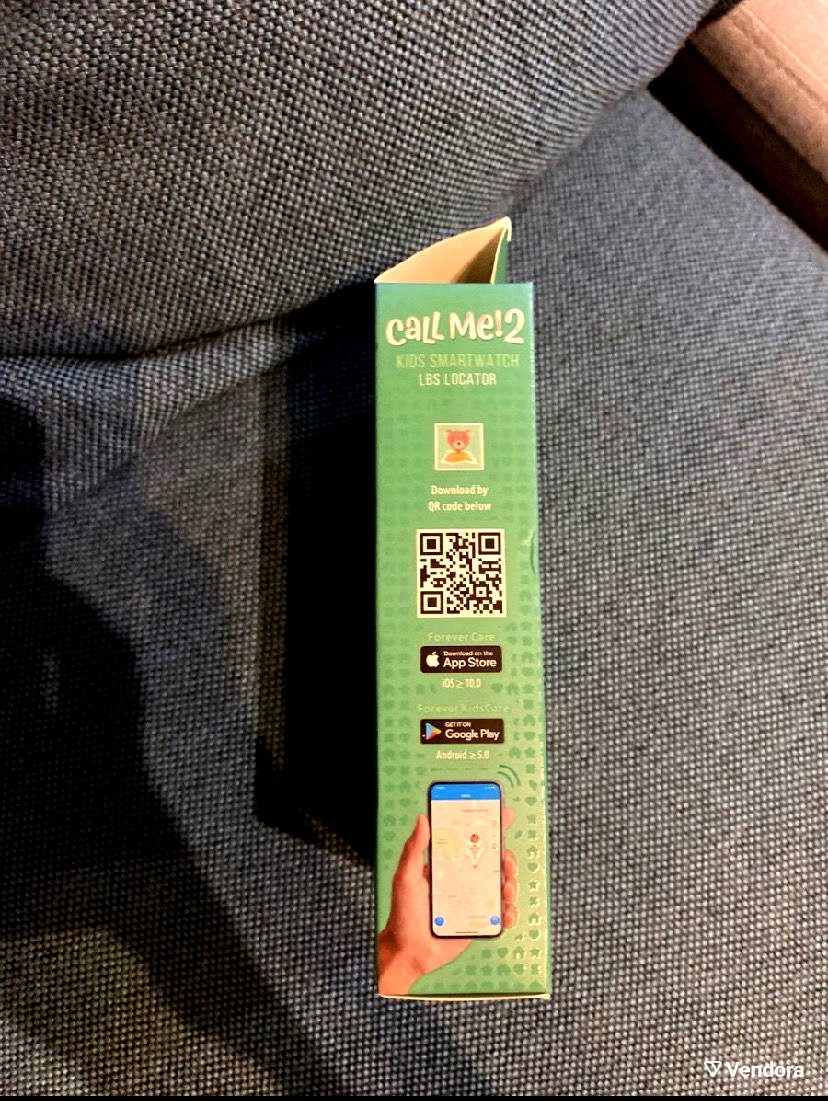 CALL Me!2
KIDS SMARTWATCH
LBS LOCATOR
Download by
QR code below
Forever Care
Download on the
App Store
iOS ≥ 10.0
Forever KidsCare
GET IT ON
Google Play
Android ≥ 5.0
Vendora